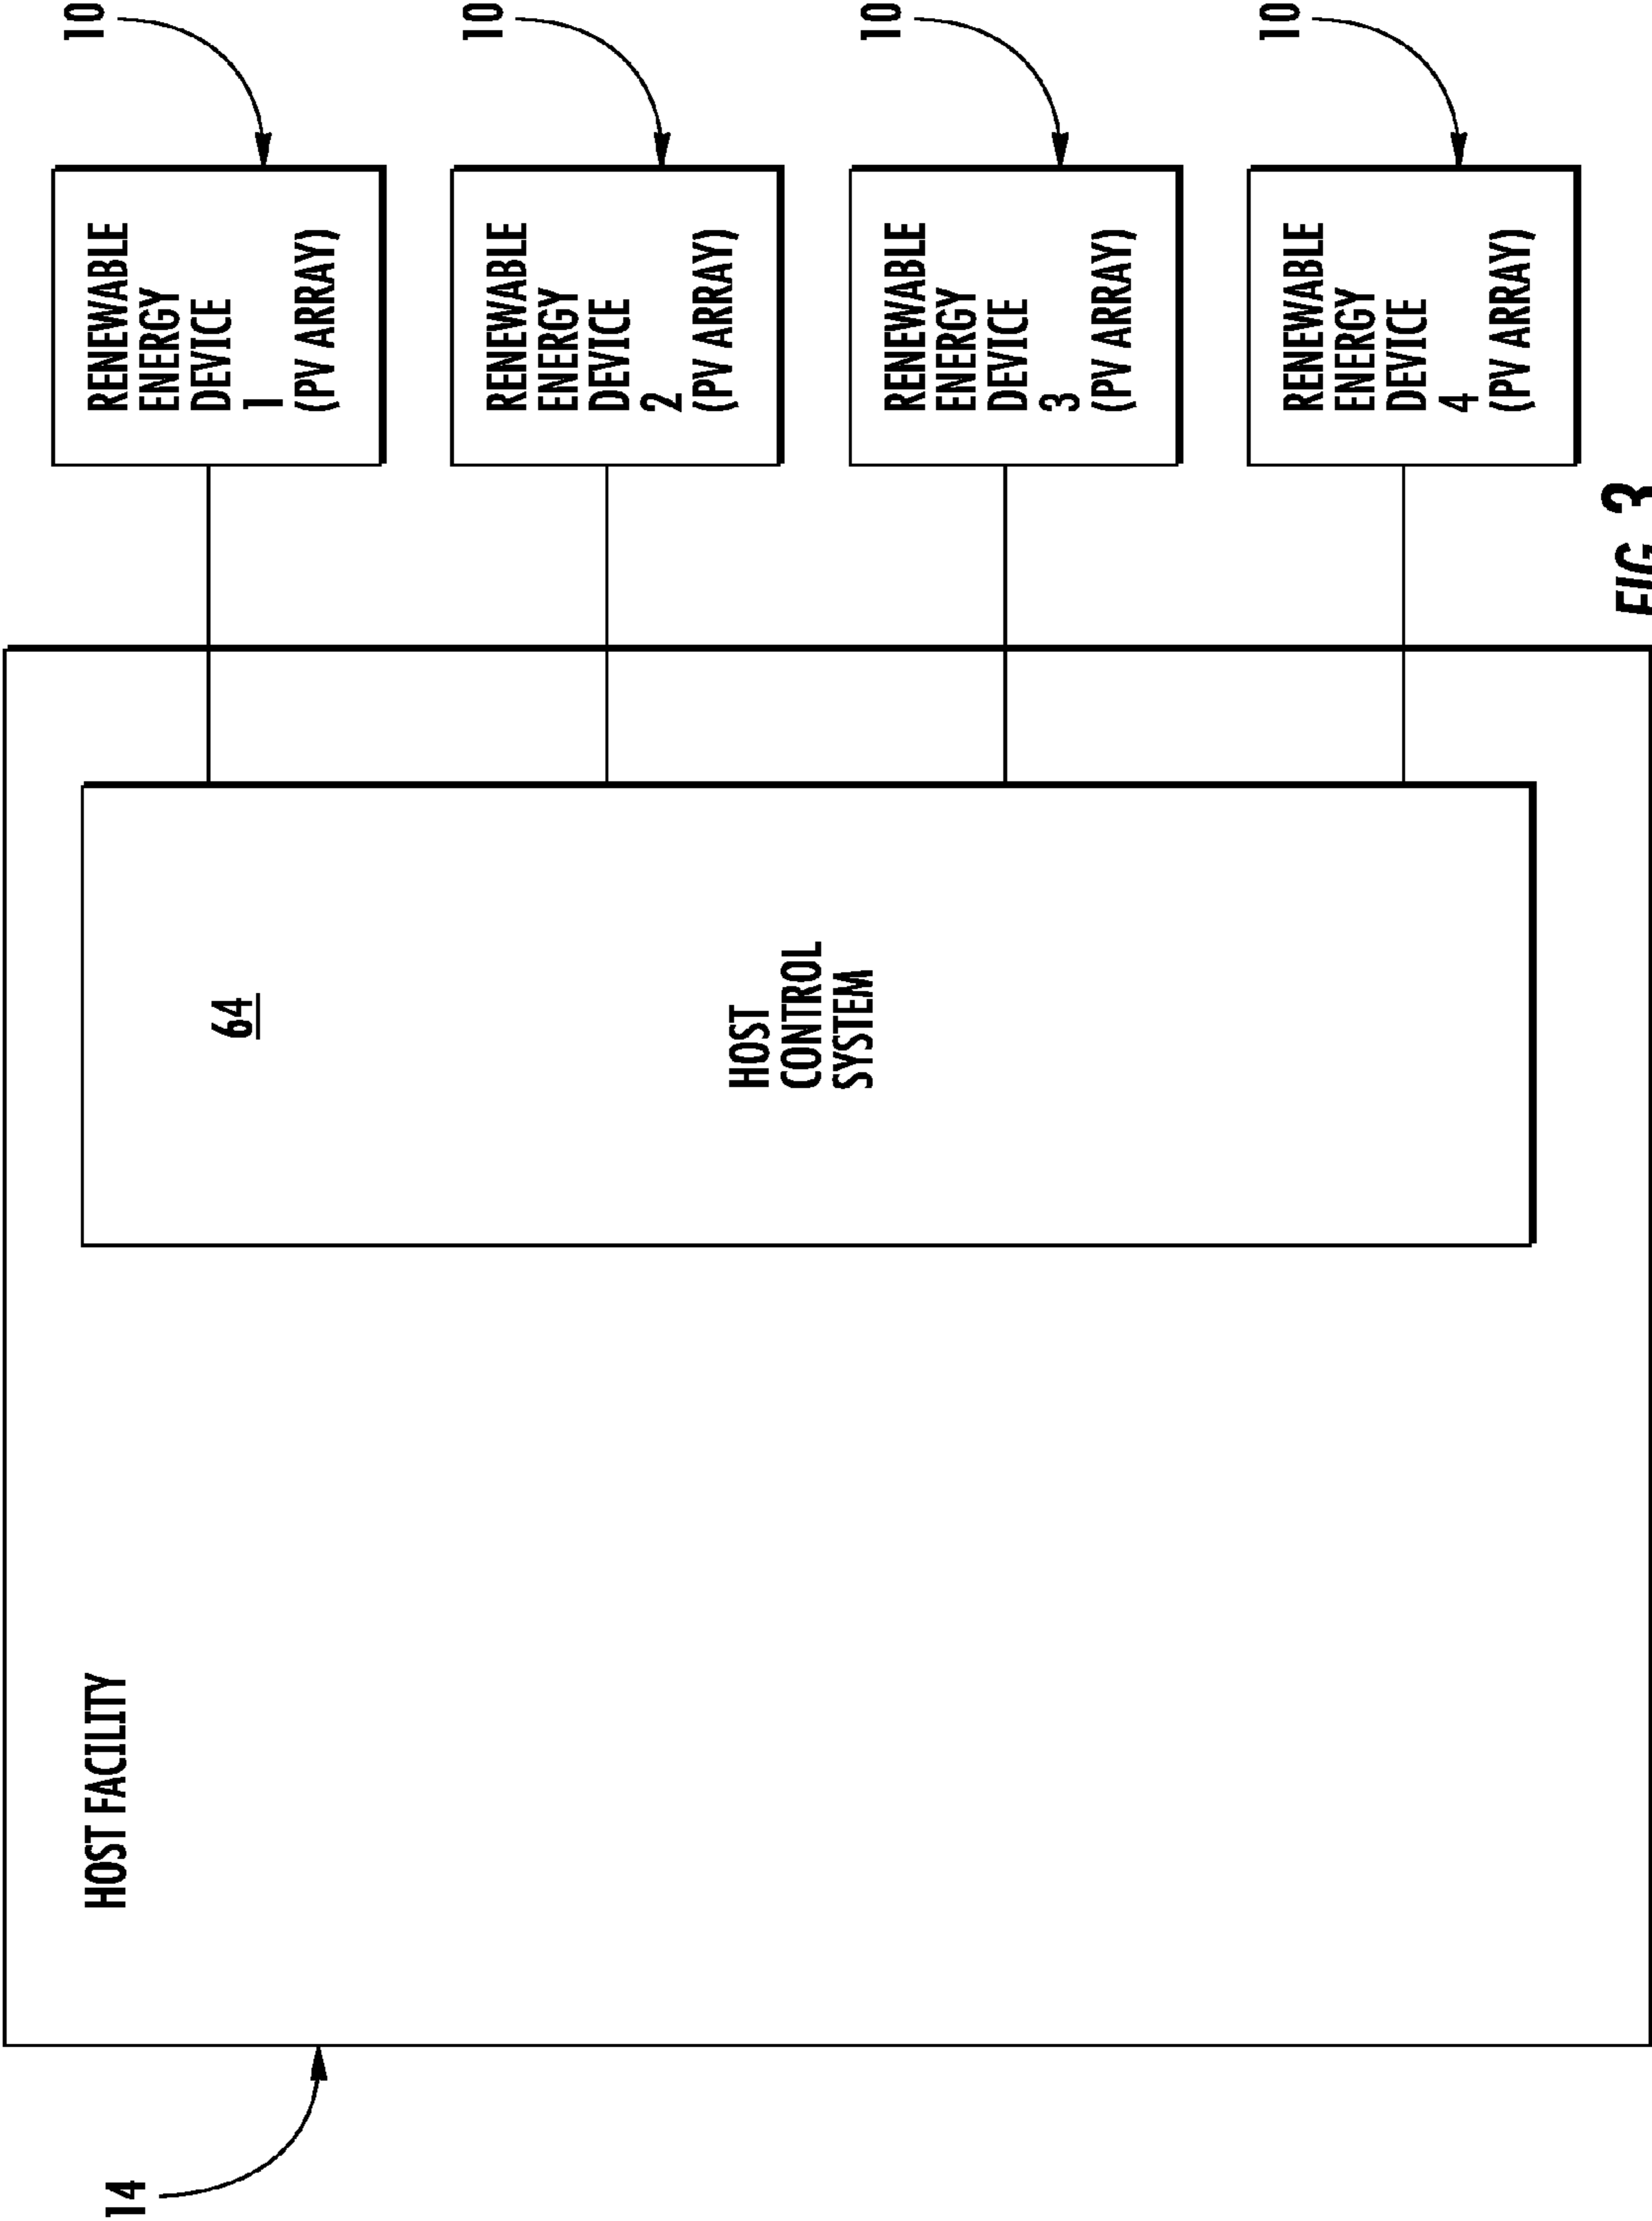 14
HOST FACILITY
64
HOST
CONTROL
SYSTEM
10
RENEWABLE
ENERGY
DEVICE
1
(PV ARRAY)
10
RENEWABLE
ENERGY
DEVICE
2
(PV ARRAY)
10
RENEWABLE
ENERGY
DEVICE
3
(PV ARRAY)
10
RENEWABLE
ENERGY
DEVICE
4
(PV ARRAY)
FIG. 3